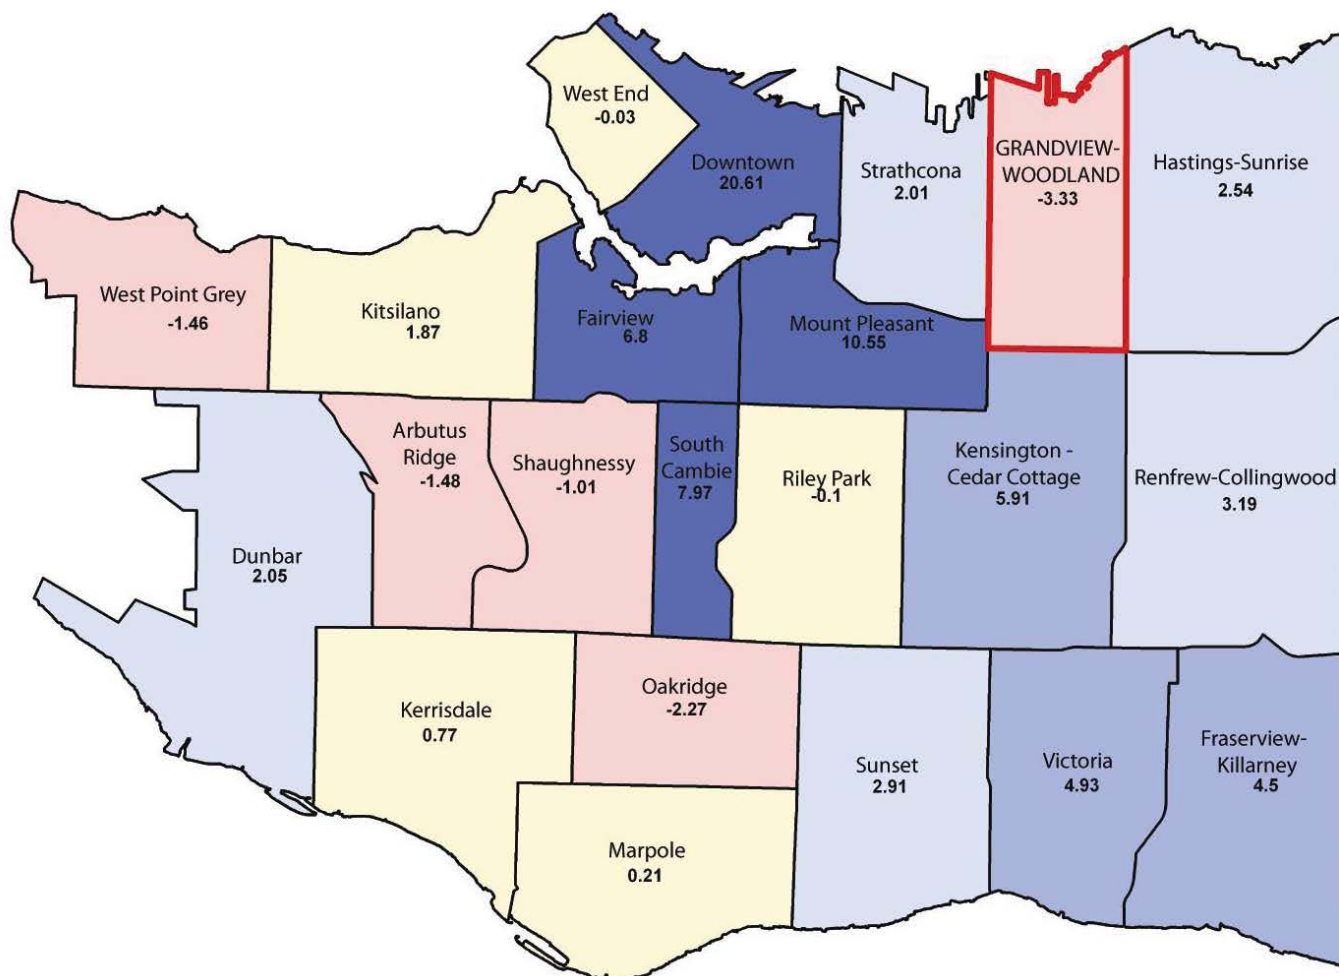 West End
-0.03
Downtown
20.61
Strathcona
2.01
GRANDVIEW-
WOODLAND
-3.33
Hastings-Sunrise
2.54
West Point Grey
-1.46
Kitsilano
1.87
Fairview
6.8
Mount Pleasant
10.55
Arbutus
Ridge
-1.48
Shaughnessy
-1.01
South
Cambie
7.97
Riley Park
-0.1
Kensington -
Cedar Cottage
5.91
Renfrew-Collingwood
3.19
Dunbar
2.05
Kerrisdale
0.77
Oakridge
-2.27
Sunset
2.91
Victoria
4.93
Fraserview-
Killarney
4.5
Marpole
0.21